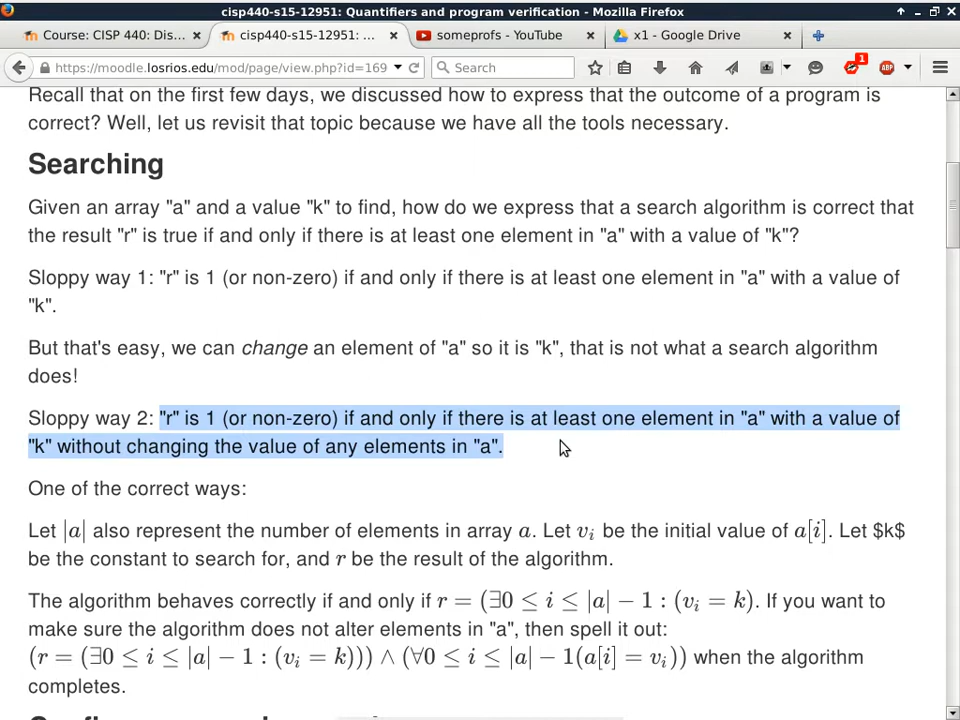 cisp440-s15-12951: Quantifiers and program verification - Mozilla Firefox
Course: CISP 440: Dis... × cisp440-s15-12951: ... × someprofs - YouTube × x1 - Google Drive ×
https://moodle.losrios.edu/mod/page/view.php?id=169 Search 1 ABP
Recall that on the first few days, we discussed how to express that the outcome of a program is
correct? Well, let us revisit that topic because we have all the tools necessary.
Searching
Given an array "a" and a value "k" to find, how do we express that a search algorithm is correct that
the result "r" is true if and only if there is at least one element in "a" with a value of "k"?
Sloppy way 1: "r" is 1 (or non-zero) if and only if there is at least one element in "a" with a value of
"k".
But that's easy, we can change an element of "a" so it is "k", that is not what a search algorithm
does!
Sloppy way 2: "r" is 1 (or non-zero) if and only if there is at least one element in "a" with a value of
"k" without changing the value of any elements in "a".
One of the correct ways:
Let |a| also represent the number of elements in array a. Let vᵢ be the initial value of a[i]. Let $k$
be the constant to search for, and r be the result of the algorithm.
The algorithm behaves correctly if and only if r = (∃0 ≤ i ≤ |a| − 1 : (vᵢ = k). If you want to
make sure the algorithm does not alter elements in "a", then spell it out:
(r = (∃0 ≤ i ≤ |a| − 1 : (vᵢ = k))) ∧ (∀0 ≤ i ≤ |a| − 1(a[i] = vᵢ)) when the algorithm
completes.